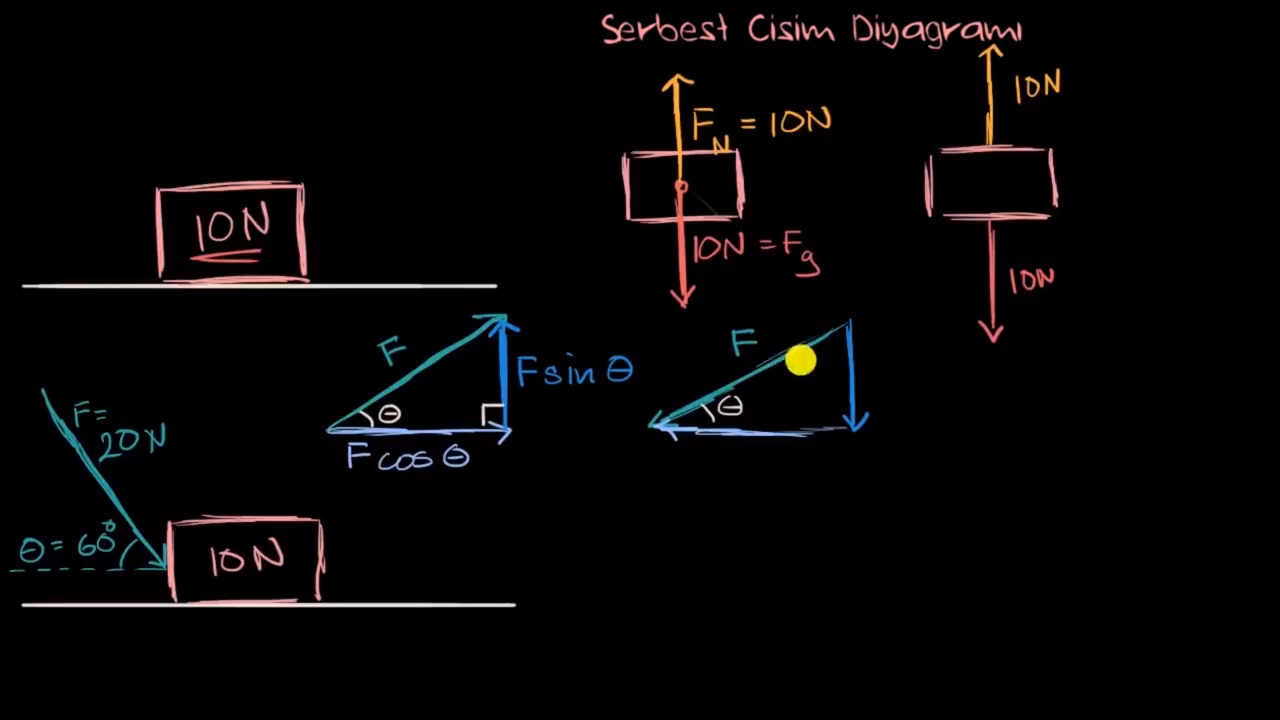 Serbest Cisim Diyagramı
10N
F_N = 10N
10N
10N = F_g
10N
F
F sin θ
θ
F cos θ
F
θ
F=
20N
θ = 60°
10N